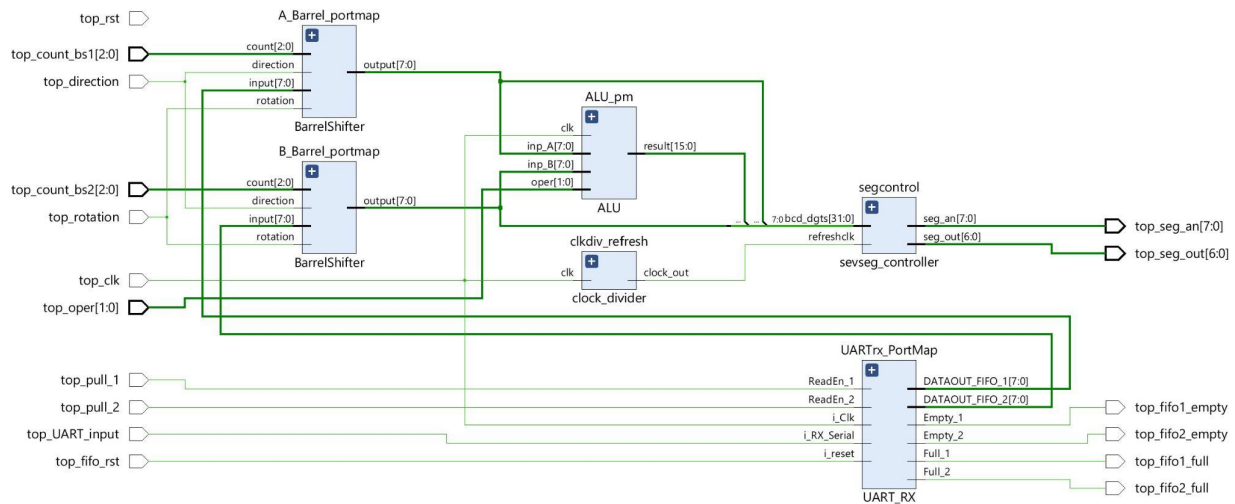 top_rst
top_count_bs1[2:0]
top_direction
top_count_bs2[2:0]
top_rotation
top_clk
top_oper[1:0]
top_pull_1
top_pull_2
top_UART_input
top_fifo_rst
A_Barrel_portmap
count[2:0]
direction
input[7:0]
rotation
output[7:0]
BarrelShifter
B_Barrel_portmap
count[2:0]
direction
input[7:0]
rotation
output[7:0]
BarrelShifter
ALU_pm
clk
inp_A[7:0]
inp_B[7:0]
oper[1:0]
result[15:0]
ALU
clkdiv_refresh
clk
clock_out
clock_divider
segcontrol
... ... 7:0 bcd_dgts[31:0]
refreshclk
seg_an[7:0]
seg_out[6:0]
sevseg_controller
UARTrx_PortMap
ReadEn_1
ReadEn_2
i_Clk
i_RX_Serial
i_reset
DATAOUT_FIFO_1[7:0]
DATAOUT_FIFO_2[7:0]
Empty_1
Empty_2
Full_1
Full_2
UART_RX
top_seg_an[7:0]
top_seg_out[6:0]
top_fifo1_empty
top_fifo2_empty
top_fifo1_full
top_fifo2_full